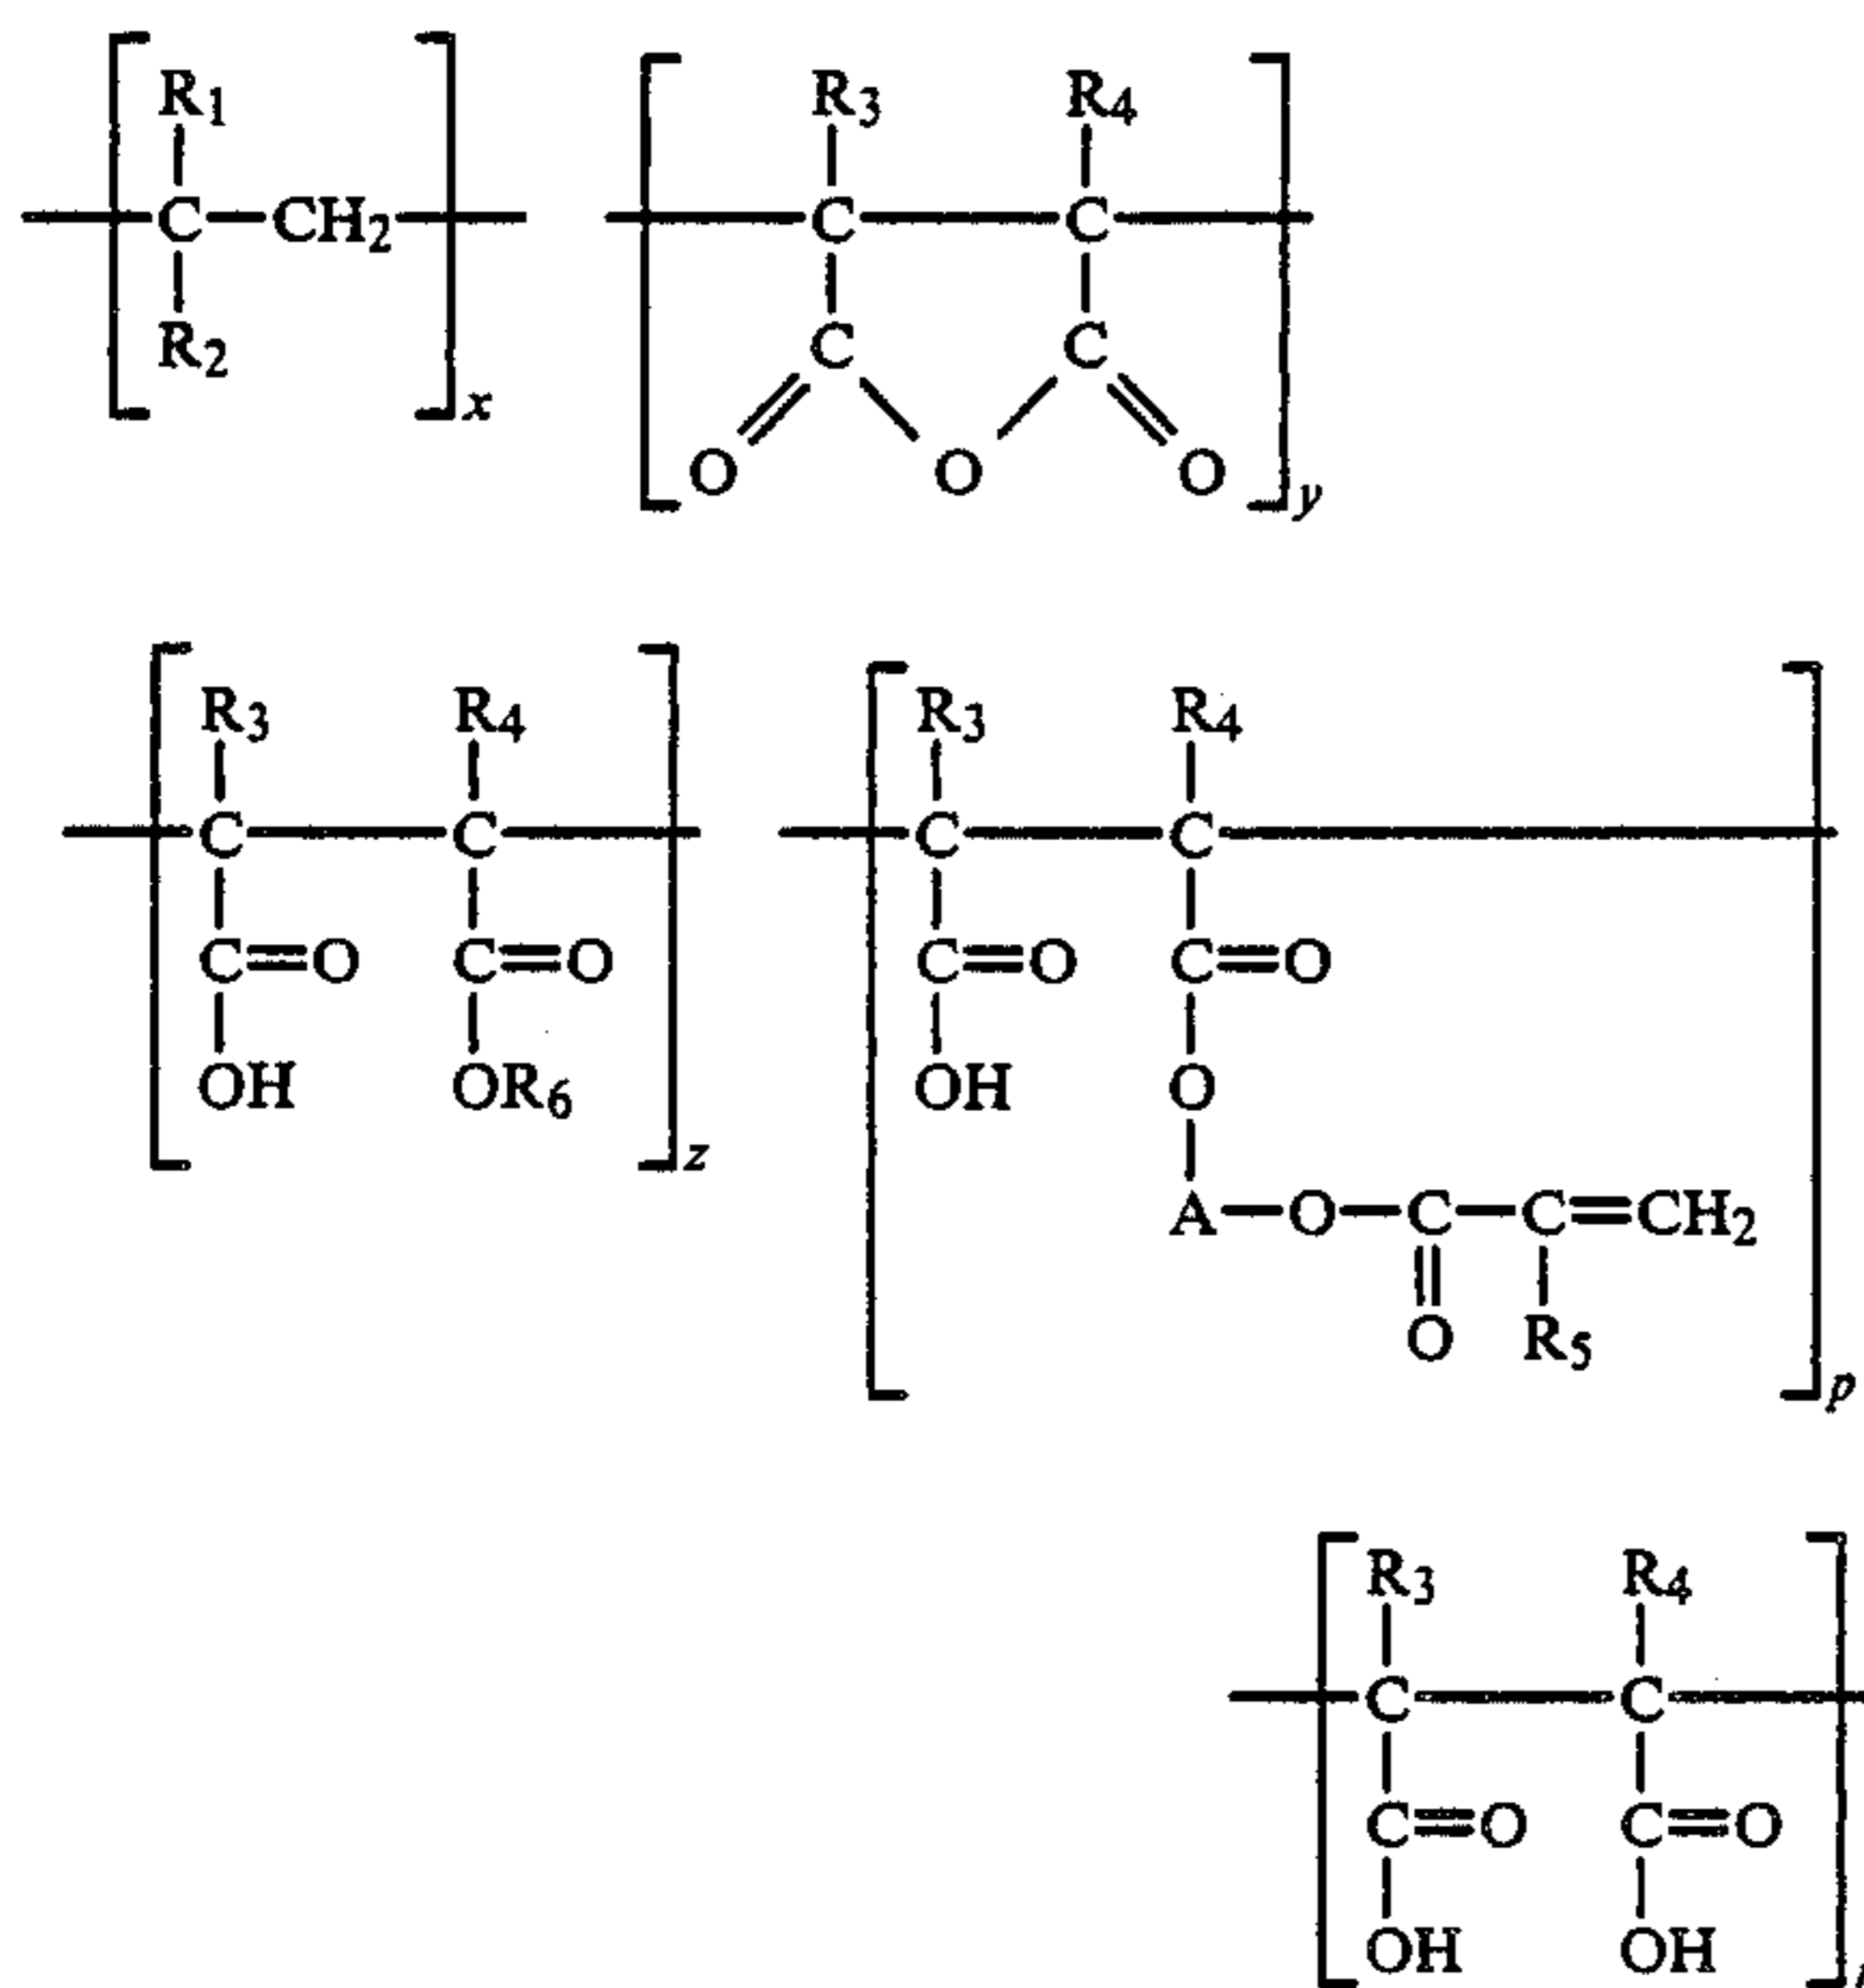 R1
C—CH2
R2
x
R3 R4
C C
C C
O O O
y
R3 R4
C C
C=O C=O
OH OR6
z
R3 R4
C C
C=O C=O
OH O
A—O—C—C=CH2
O R5
p
R3 R4
C C
C=O C=O
OH OH